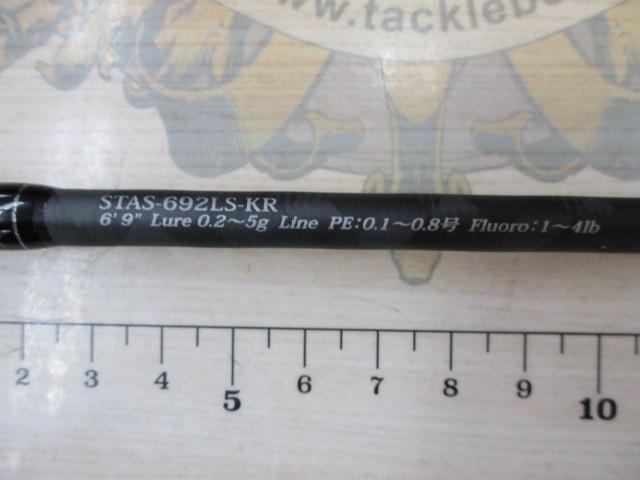 www.tacklebe
STAS-692LS-KR
6'9" Lure 0.2～5g Line PE:0.1～0.8号 Fluoro:1～4lb
2 3 4 5 6 7 8 9 10